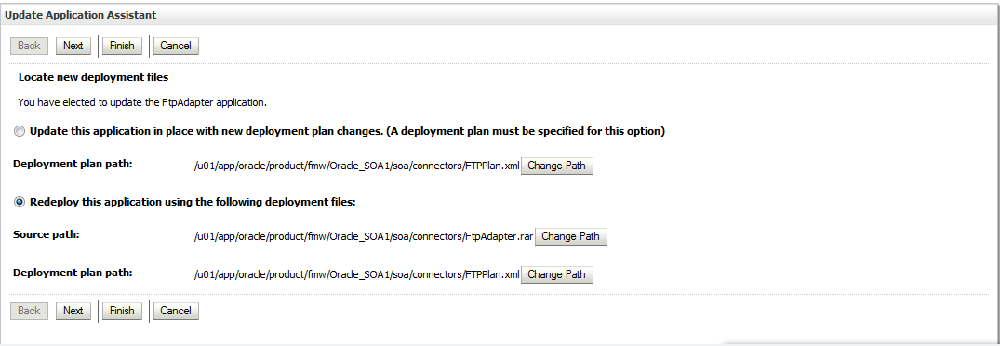 Update Application Assistant
Back Next Finish Cancel
Locate new deployment files
You have elected to update the FtpAdapter application.
Update this application in place with new deployment plan changes. (A deployment plan must be specified for this option)
Deployment plan path: /u01/app/oracle/product/fmw/Oracle_SOA1/soa/connectors/FTPPlan.xml Change Path
Redeploy this application using the following deployment files:
Source path: /u01/app/oracle/product/fmw/Oracle_SOA1/soa/connectors/FtpAdapter.rar Change Path
Deployment plan path: /u01/app/oracle/product/fmw/Oracle_SOA1/soa/connectors/FTPPlan.xml Change Path
Back Next Finish Cancel